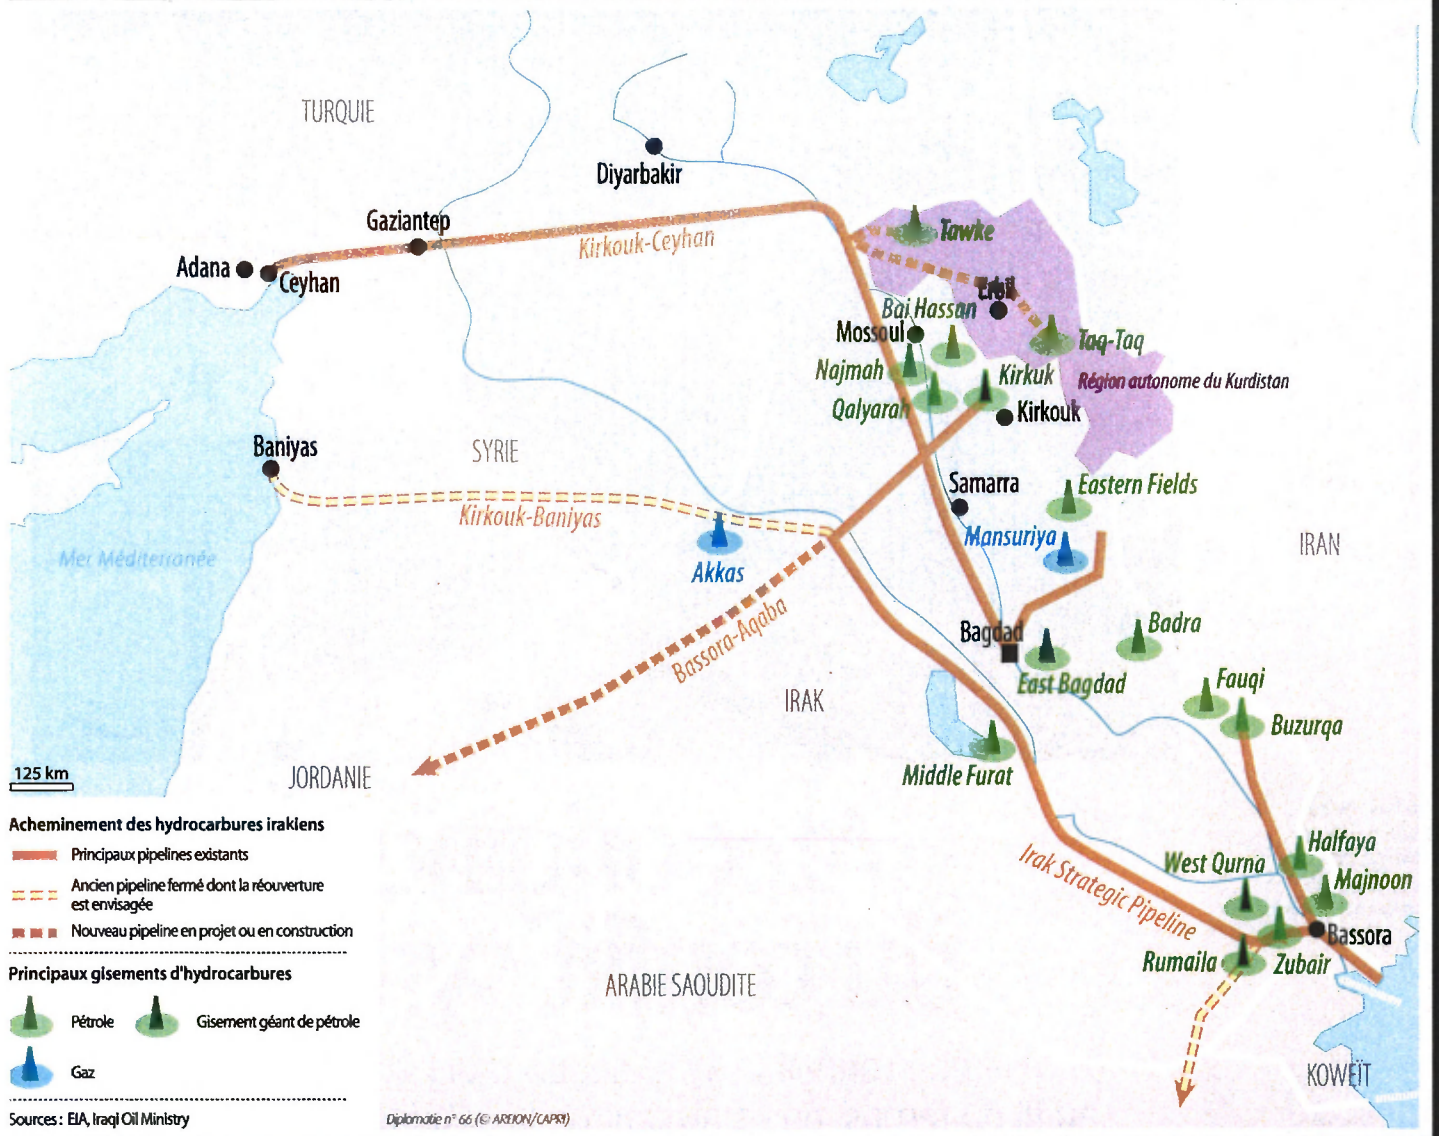 TURQUIE
Diyarbakir
Gaziantep
Kirkouk-Ceyhan
Tawke
Adana
Ceyhan
Erbil
Bai Hassan
Mossoul
Taq-Taq
Najmah
Kirkuk
Région autonome du Kurdistan
Qalyarah
Kirkouk
Baniyas
SYRIE
Samarra
Eastern Fields
Kirkouk-Baniyas
Mansuriya
IRAN
Mer Méditerranée
Akkas
Bassora-Aqaba
Bagdad
Badra
East Bagdad
Fauqi
IRAK
Buzurqa
JORDANIE
Middle Furat
125 km
Acheminement des hydrocarbures irakiens
Principaux pipelines existants
Ancien pipeline fermé dont la réouverture
est envisagée
Nouveau pipeline en projet ou en construction
Irak Strategic Pipeline
West Qurna
Halfaya
Majnoon
Bassora
Rumaila
Zubair
Principaux gisements d'hydrocarbures
Pétrole
Gisement géant de pétrole
Gaz
ARABIE SAOUDITE
KOWEÏT
Sources : EIA, Iraqi Oil Ministry
Diplomatie n° 66 (© AREION/CAPRI)